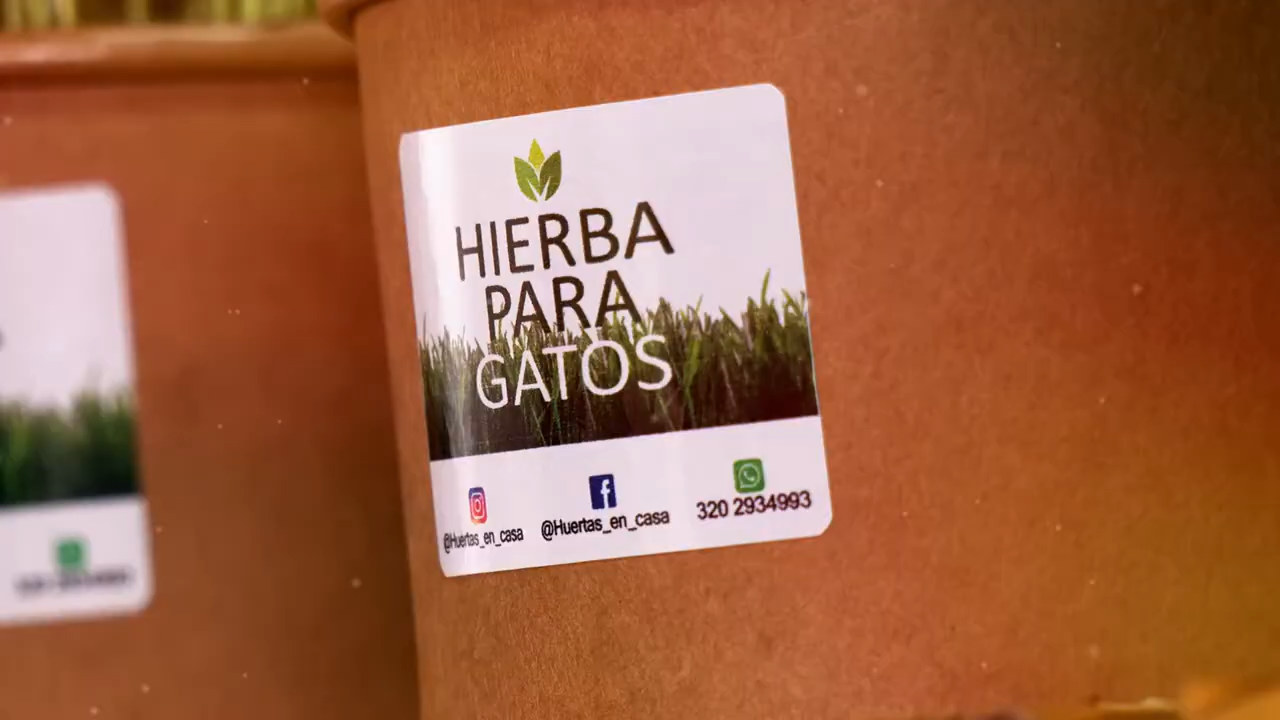 HIERBA
PARA
GATOS
@Huertas_en_casa
@Huertas_en_casa
320 2934993